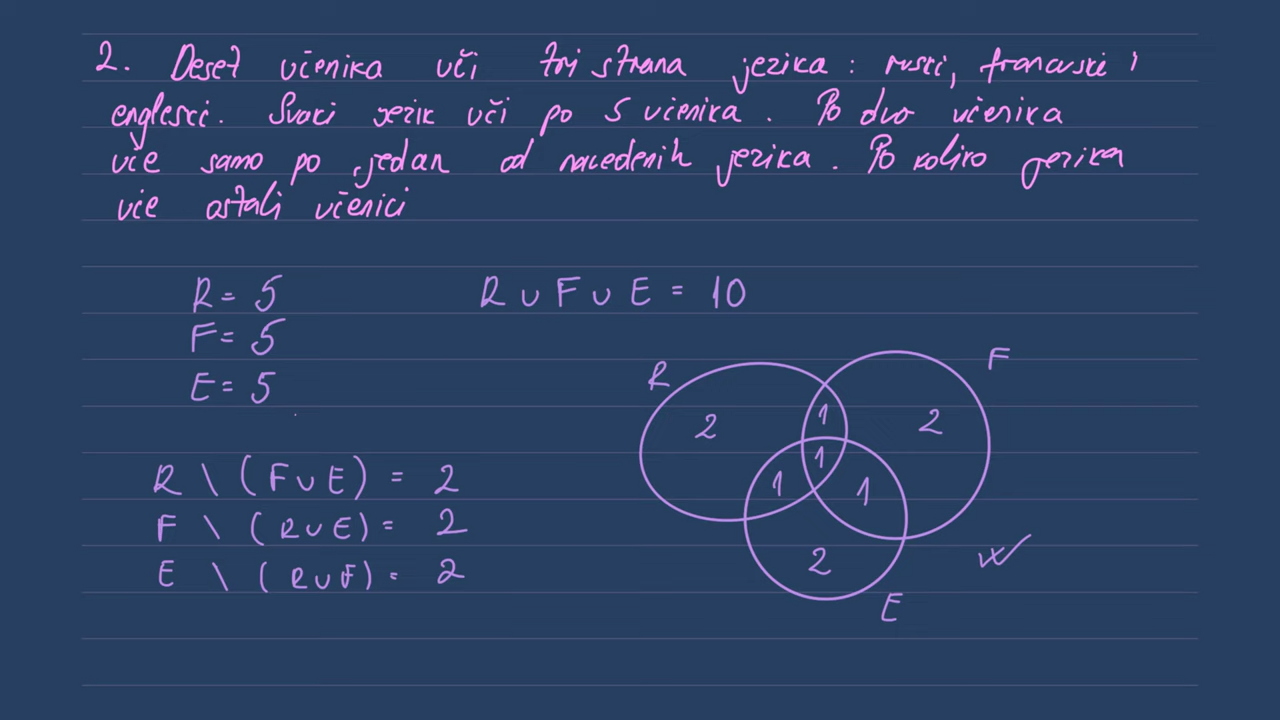 2. Deset učenika uči tri strana jezika : ruski, francuski i
engleski. Svaki jezik uči po 5 učenika. Po dva učenika
uče samo po jedan od navedenih jezika. Po koliko jezika
uče ostali učenici
R = 5
R ∪ F ∪ E = 10
F = 5
E = 5
R F
2 1 2
1
1 1
2
E
R \ (F ∪ E) = 2
F \ (R ∪ E) = 2
E \ (R ∪ F) = 2